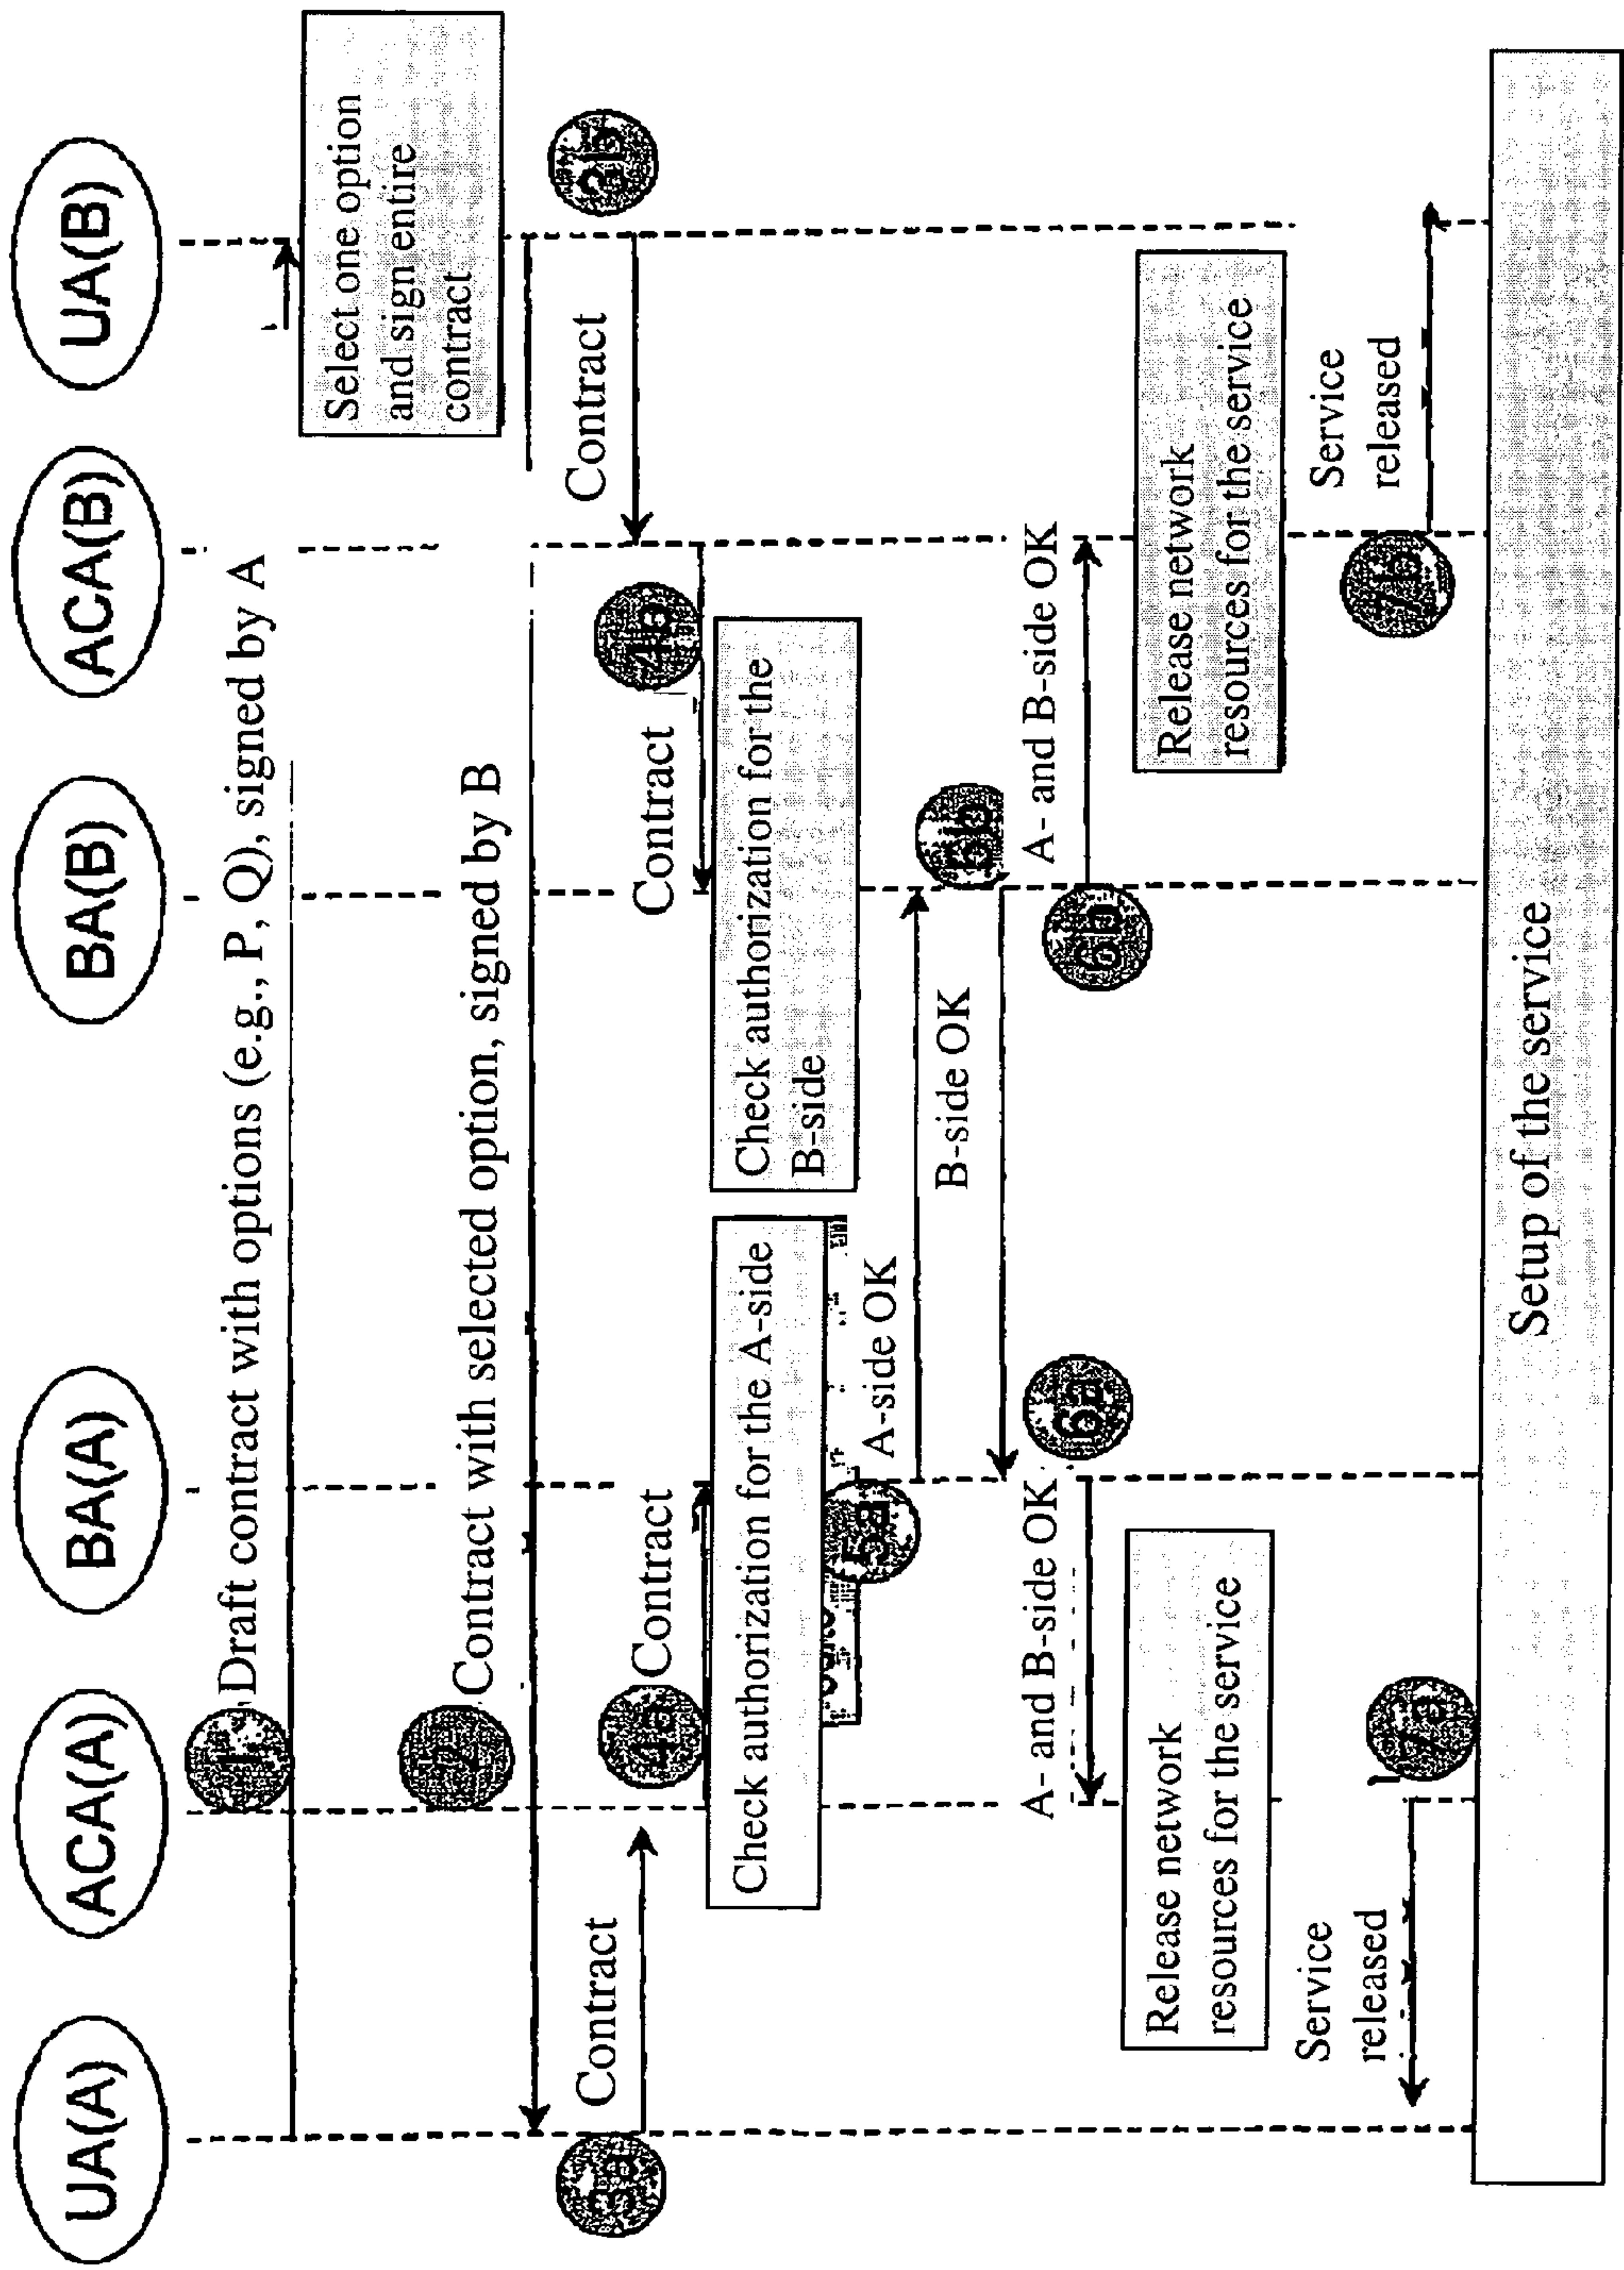 UA(A)
ACA(A)
BA(A)
BA(B)
ACA(B)
UA(B)
1
Draft contract with options (e.g., P, Q), signed by A
Select one option
and sign entire
contract
2
Contract with selected option, signed by B
3a
Contract
Contract
3b
4a
Contract
Contract
4b
Check authorization for the A-side
Check authorization for the
B-side
5a
A-side OK
B-side OK
5b
A- and B-side OK
6a
6b
A- and B-side OK
Release network
resources for the service
Release network
resources for the service
Service
released
7a
7b
Service
released
Setup of the service